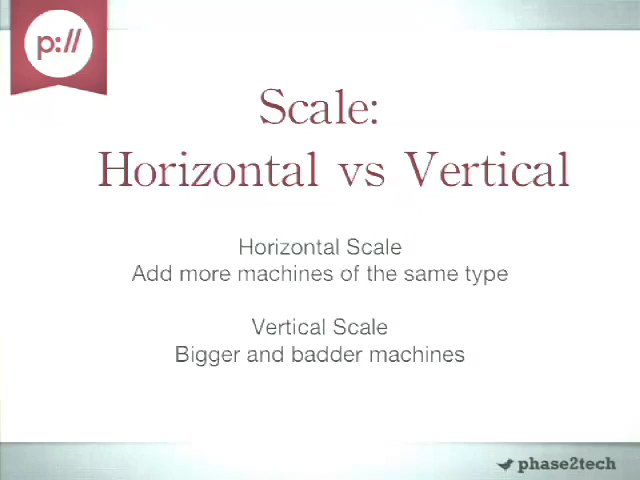 p://
Scale:
Horizontal vs Vertical
Horizontal Scale
Add more machines of the same type
Vertical Scale
Bigger and badder machines
phase2tech